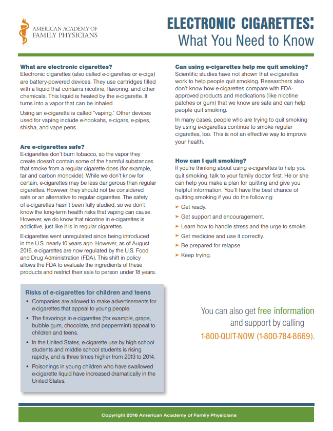 AMERICAN ACADEMY OF
FAMILY PHYSICIANS
ELECTRONIC CIGARETTES:
What You Need to Know
What are electronic cigarettes?
Electronic cigarettes (also called e-cigarettes or e-cigs)
are battery-powered devices. They use cartridges filled
with a liquid that contains nicotine, flavoring, and other
chemicals. This liquid is heated by the e-cigarette. It
turns into a vapor that can be inhaled.
Using an e-cigarette is called "vaping." Other devices
used for vaping include e-hookahs, e-cigars, e-pipes,
shisha, and vape pens.
Are e-cigarettes safe?
E-cigarettes don't burn tobacco, so the vapor they
create doesn't contain some of the harmful substances
that smoke from a regular cigarette does (for example,
tar and carbon monoxide). While we don't know for
certain, e-cigarettes may be less dangerous than regular
cigarettes. However, they should not be considered
safe or an alternative to regular cigarettes. The safety
of e-cigarettes hasn't been fully studied, so we don't
know the long-term health risks that vaping can cause.
However, we do know that nicotine in e-cigarettes is
addictive, just like it is in regular cigarettes.
E-cigarettes went unregulated since being introduced
in the U.S. nearly 10 years ago. However, as of August
2016, e-cigarettes are now regulated by the U.S. Food
and Drug Administration (FDA). This shift in policy
allows the FDA to evaluate the ingredients of these
products and restrict their sale to person under 18 years.
Risks of e-cigarettes for children and teens
• Companies are allowed to make advertisements for
e-cigarettes that appeal to young people.
• The flavorings in e-cigarettes (for example, grape,
bubble gum, chocolate, and peppermint) appeal to
children and teens.
• In the United States, e-cigarette use by high school
students and middle school students is rising
rapidly, and is three times higher from 2013 to 2014.
• Poisonings in young children who have swallowed
e-cigarette liquid have increased dramatically in the
United States.
Can using e-cigarettes help me quit smoking?
Scientific studies have not shown that e-cigarettes
work to help people quit smoking. Researchers also
don't know how e-cigarettes compare with FDA-
approved products and medications (like nicotine
patches or gum) that we know are safe and can help
people quit smoking.
In many cases, people who are trying to quit smoking
by using e-cigarettes continue to smoke regular
cigarettes, too. This is not an effective way to improve
your health.
How can I quit smoking?
If you're thinking about using e-cigarettes to help you
quit smoking, talk to your family doctor first. He or she
can help you make a plan for quitting and give you
helpful information. You'll have the best chance of
quitting smoking if you do the following:
► Get ready.
► Get support and encouragement.
► Learn how to handle stress and the urge to smoke.
► Get medicine and use it correctly.
► Be prepared for relapse.
► Keep trying.
You can also get free information
and support by calling
1-800-QUIT-NOW (1-800-784-8669).
Copyright 2016 American Academy of Family Physicians